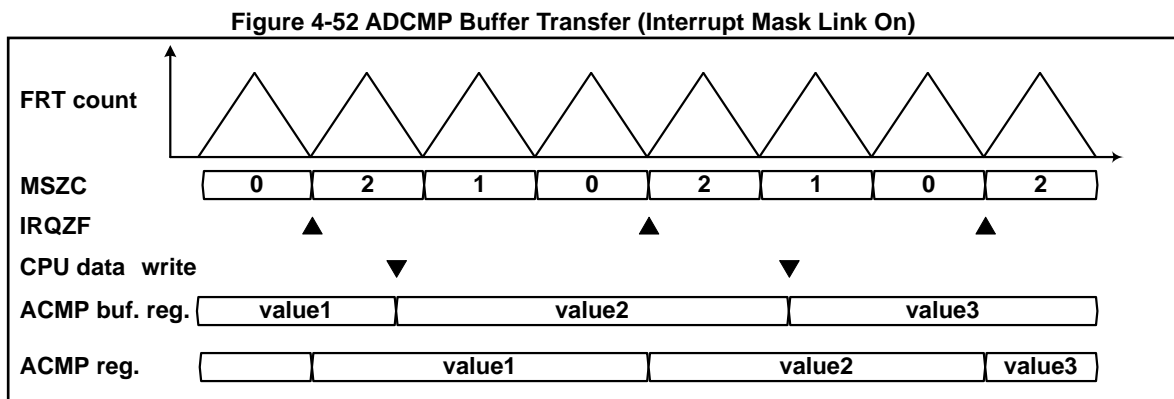 Figure 4-52 ADCMP Buffer Transfer (Interrupt Mask Link On)
FRT count
MSZC 0 2 1 0 2 1 0 2
IRQZF
CPU data write
ACMP buf. reg. value1 value2 value3
ACMP reg. value1 value2 value3